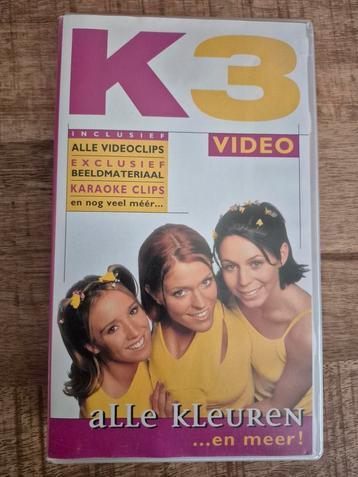 K3
VIDEO
INCLUSIEF
ALLE VIDEOCLIPS
EXCLUSIEF
BEELDMATERIAAL
KARAOKE CLIPS
en nog veel méér...
alle kleuren
...en meer!